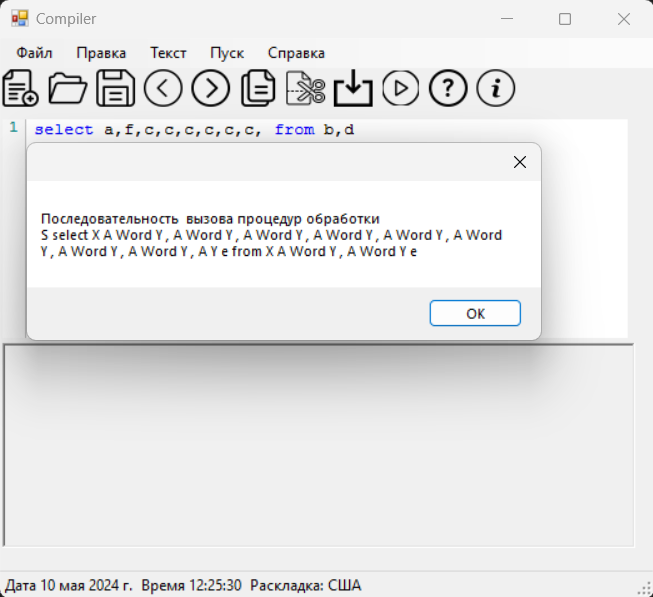 Compiler
Файл Правка Текст Пуск Справка
1 select a,f,c,c,c,c,c,c, from b,d
Последовательность вызова процедур обработки
S select X A Word Y , A Word Y , A Word Y , A Word Y , A Word Y , A Word
Y , A Word Y , A Word Y , A Y e from X A Word Y , A Word Y e
OK
Дата 10 мая 2024 г. Время 12:25:30 Раскладка: США